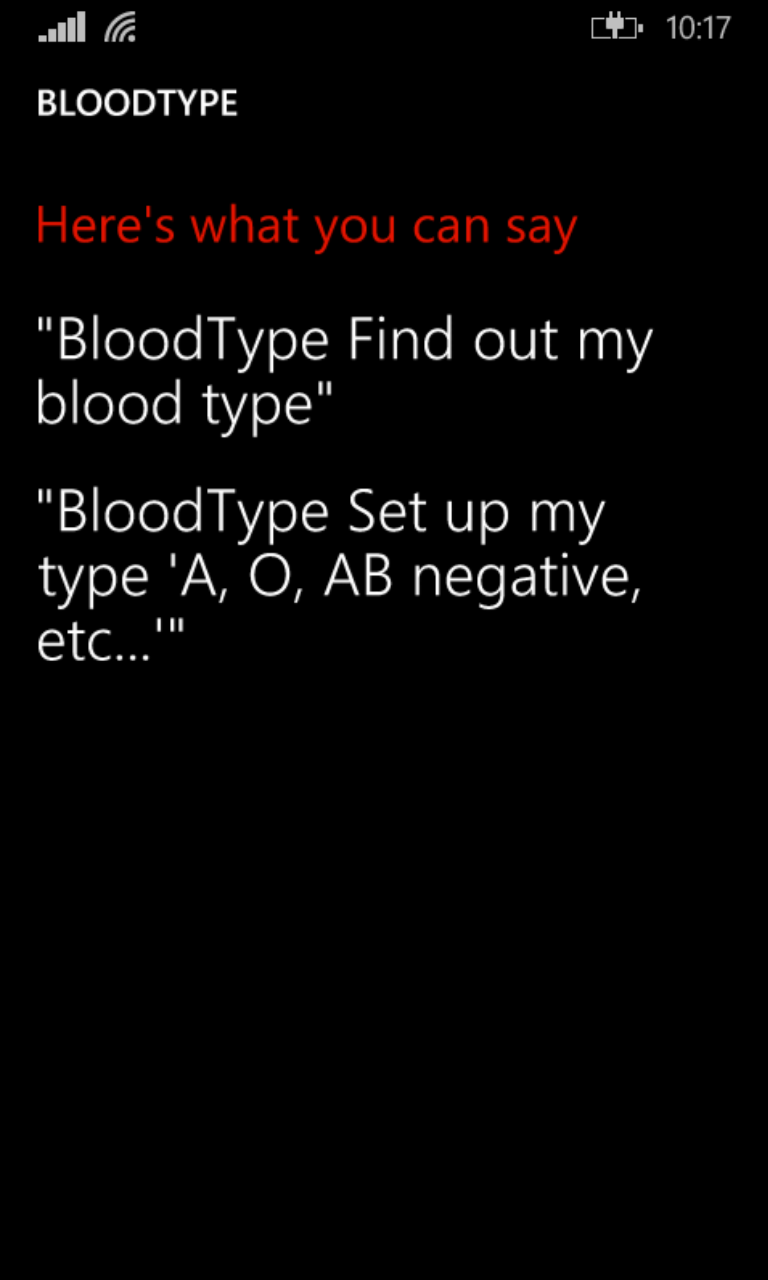 10:17
BLOODTYPE
Here's what you can say
"BloodType Find out my
blood type"
"BloodType Set up my
type 'A, O, AB negative,
etc...'"